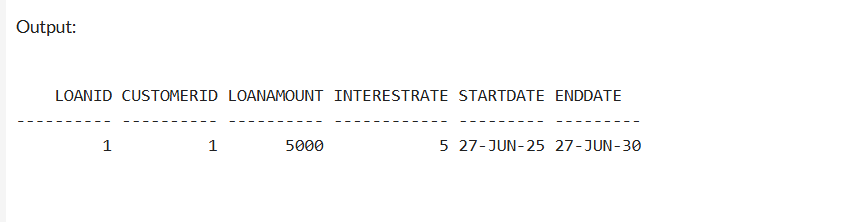 Output:
LOANID CUSTOMERID LOANAMOUNT INTERESTRATE STARTDATE ENDDATE
---------- ---------- ---------- ------------ --------- ---------
1 1 5000 5 27-JUN-25 27-JUN-30